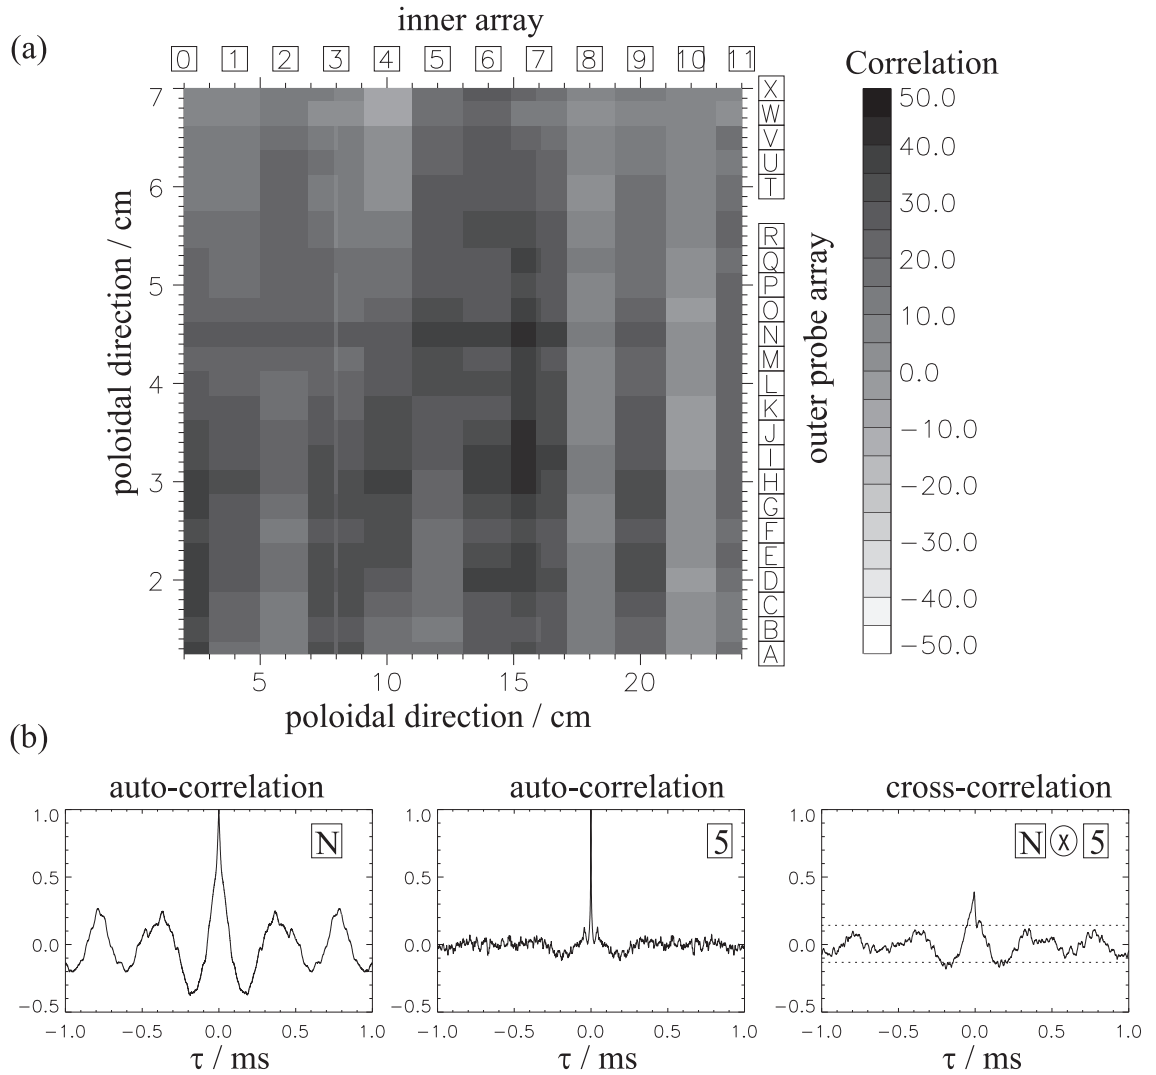 (a)
inner array
0 1 2 3 4 5 6 7 8 9 10 11
7
6
5
4
3
2
poloidal direction / cm
5 10 15 20
poloidal direction / cm
X
W
V
U
T
R
Q
P
O
N
M
L
K
J
I
H
G
F
E
D
C
B
A
outer probe array
Correlation
50.0
40.0
30.0
20.0
10.0
0.0
−10.0
−20.0
−30.0
−40.0
−50.0
(b)
auto-correlation
N
1.0
0.5
0.0
−0.5
−1.0 −0.5 0.0 0.5 1.0
τ / ms
auto-correlation
5
1.0
0.5
0.0
−0.5
−1.0 −0.5 0.0 0.5 1.0
τ / ms
cross-correlation
N ⓧ 5
1.0
0.5
0.0
−0.5
−1.0 −0.5 0.0 0.5 1.0
τ / ms